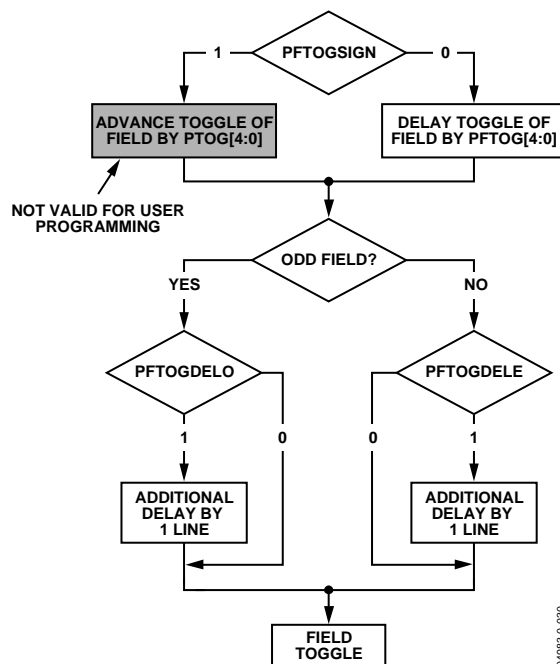 PFTOGSIGN
1
0
ADVANCE TOGGLE OF
FIELD BY PTOG[4:0]
DELAY TOGGLE OF
FIELD BY PFTOG[4:0]
NOT VALID FOR USER
PROGRAMMING
ODD FIELD?
YES
NO
PFTOGDELO
PFTOGDELE
1
0
0
1
ADDITIONAL
DELAY BY
1 LINE
ADDITIONAL
DELAY BY
1 LINE
FIELD
TOGGLE